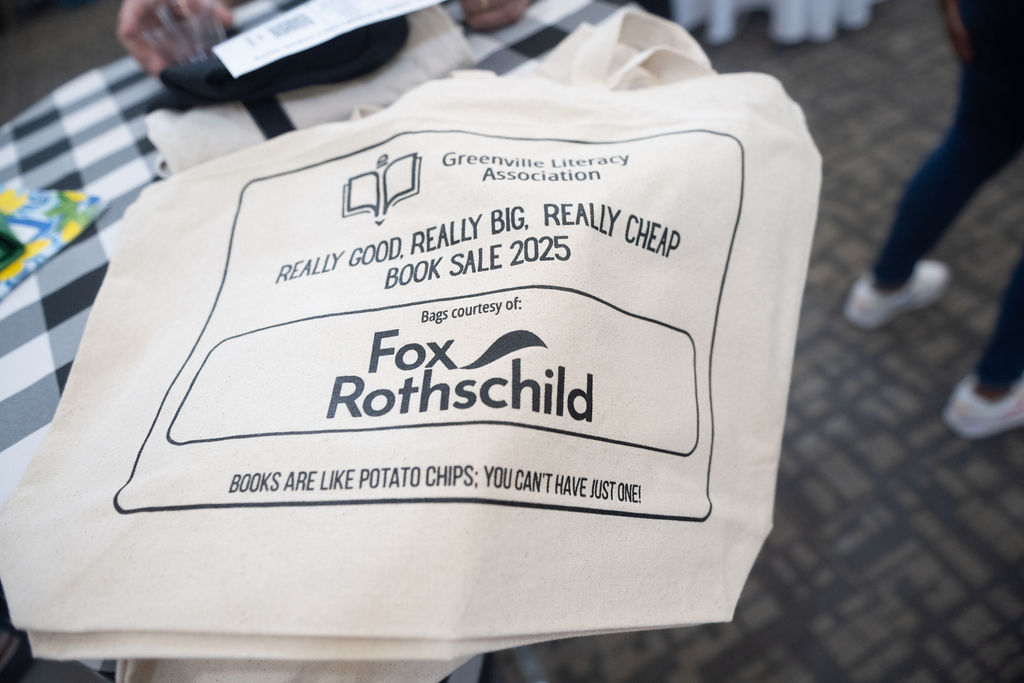 Greenville Literacy
Association
REALLY GOOD, REALLY BIG, REALLY CHEAP
BOOK SALE 2025
Bags courtesy of:
Fox
Rothschild
BOOKS ARE LIKE POTATO CHIPS; YOU CAN'T HAVE JUST ONE!